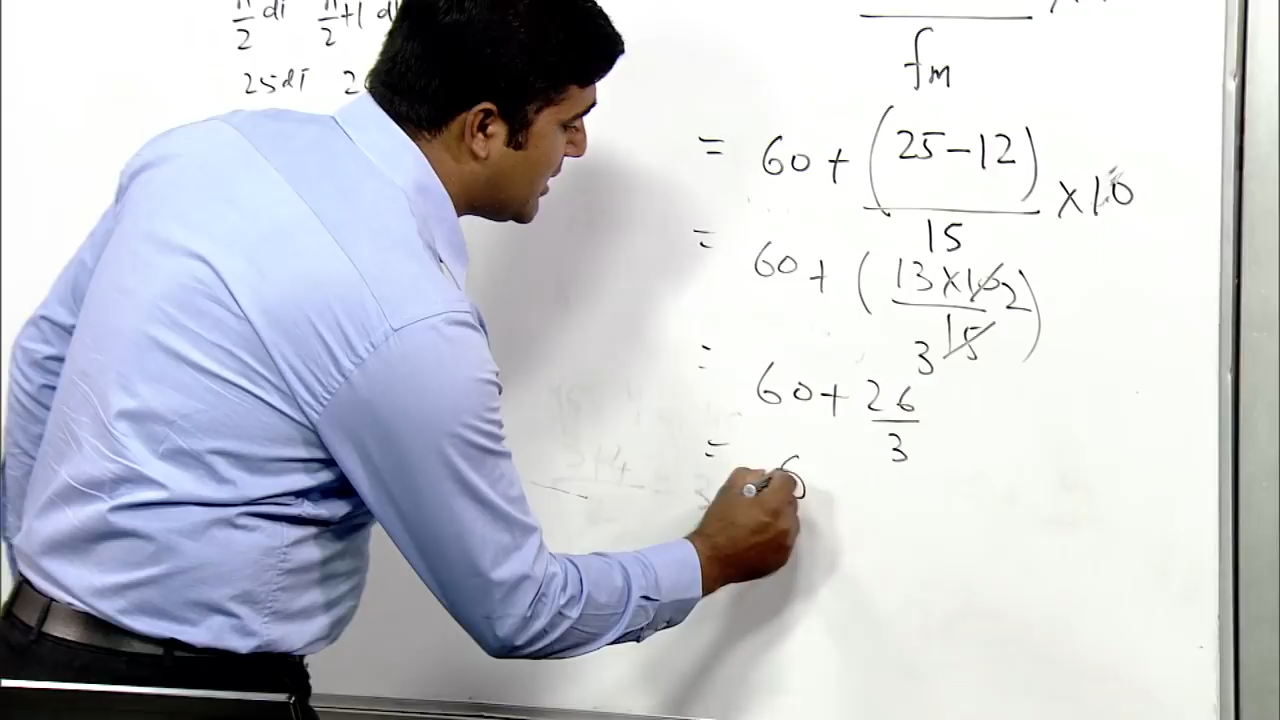 n/2 di n/2+1 d
25di 2
fm
= 60 + (25-12)/15 × 10
= 60 + (13×10 2/3 15)
= 60 + 26/3
= 6